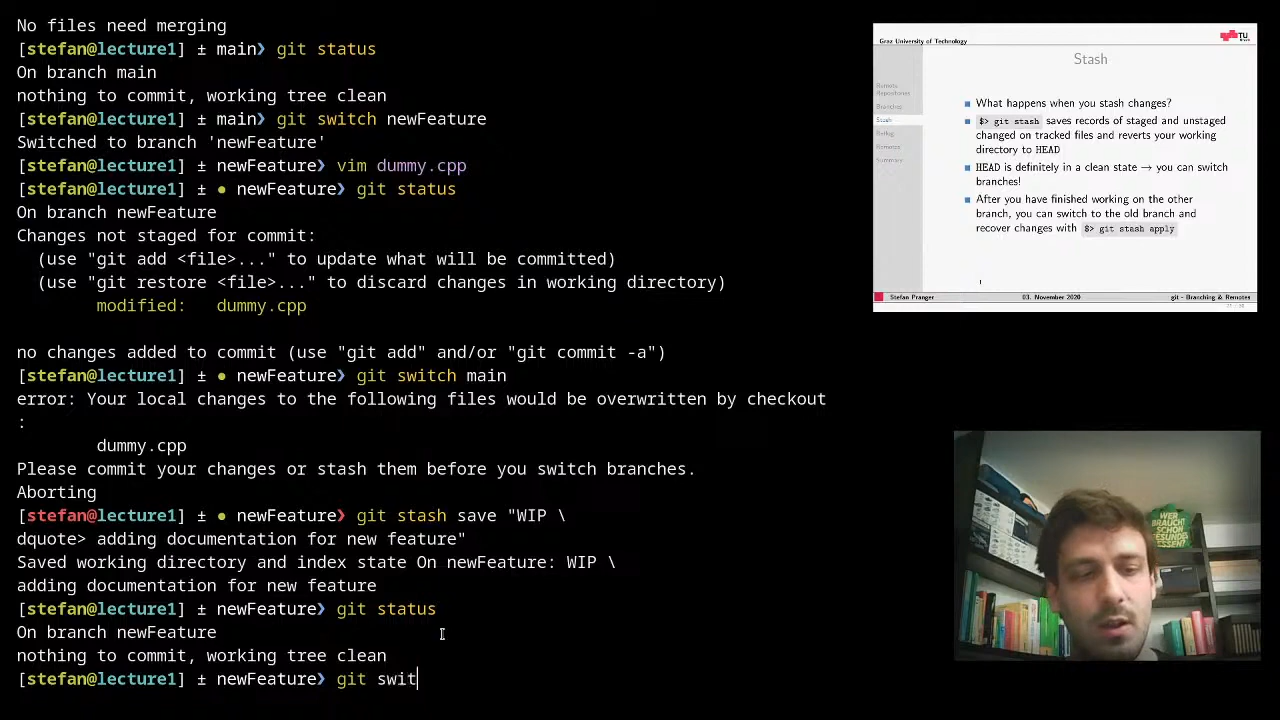 No files need merging
[stefan@lecture1] ± main❯ git status
On branch main
nothing to commit, working tree clean
[stefan@lecture1] ± main❯ git switch newFeature
Switched to branch 'newFeature'
[stefan@lecture1] ± newFeature❯ vim dummy.cpp
[stefan@lecture1] ± ● newFeature❯ git status
On branch newFeature
Changes not staged for commit:
  (use "git add <file>..." to update what will be committed)
  (use "git restore <file>..." to discard changes in working directory)
        modified:   dummy.cpp
no changes added to commit (use "git add" and/or "git commit -a")
[stefan@lecture1] ± ● newFeature❯ git switch main
error: Your local changes to the following files would be overwritten by checkout
:
        dummy.cpp
Please commit your changes or stash them before you switch branches.
Aborting
[stefan@lecture1] ± ● newFeature❯ git stash save "WIP \
dquote> adding documentation for new feature"
Saved working directory and index state On newFeature: WIP \
adding documentation for new feature
[stefan@lecture1] ± newFeature❯ git status
On branch newFeature
nothing to commit, working tree clean
[stefan@lecture1] ± newFeature❯ git swit
Graz University of Technology
TU
Stash
Remote
Repositories
Branches
Stash
Summary
What happens when you stash changes?
$> git stash saves records of staged and unstaged
changed on tracked files and reverts your working
directory to HEAD
HEAD is definitely in a clean state → you can switch
branches!
After you have finished working on the other
branch, you can switch to the old branch and
recover changes with $> git stash apply
Stefan Pranger
03. November 2020
git - Branching & Remotes
WER
BRAUCHT
SCHON
GESUNDES
ESSEN?